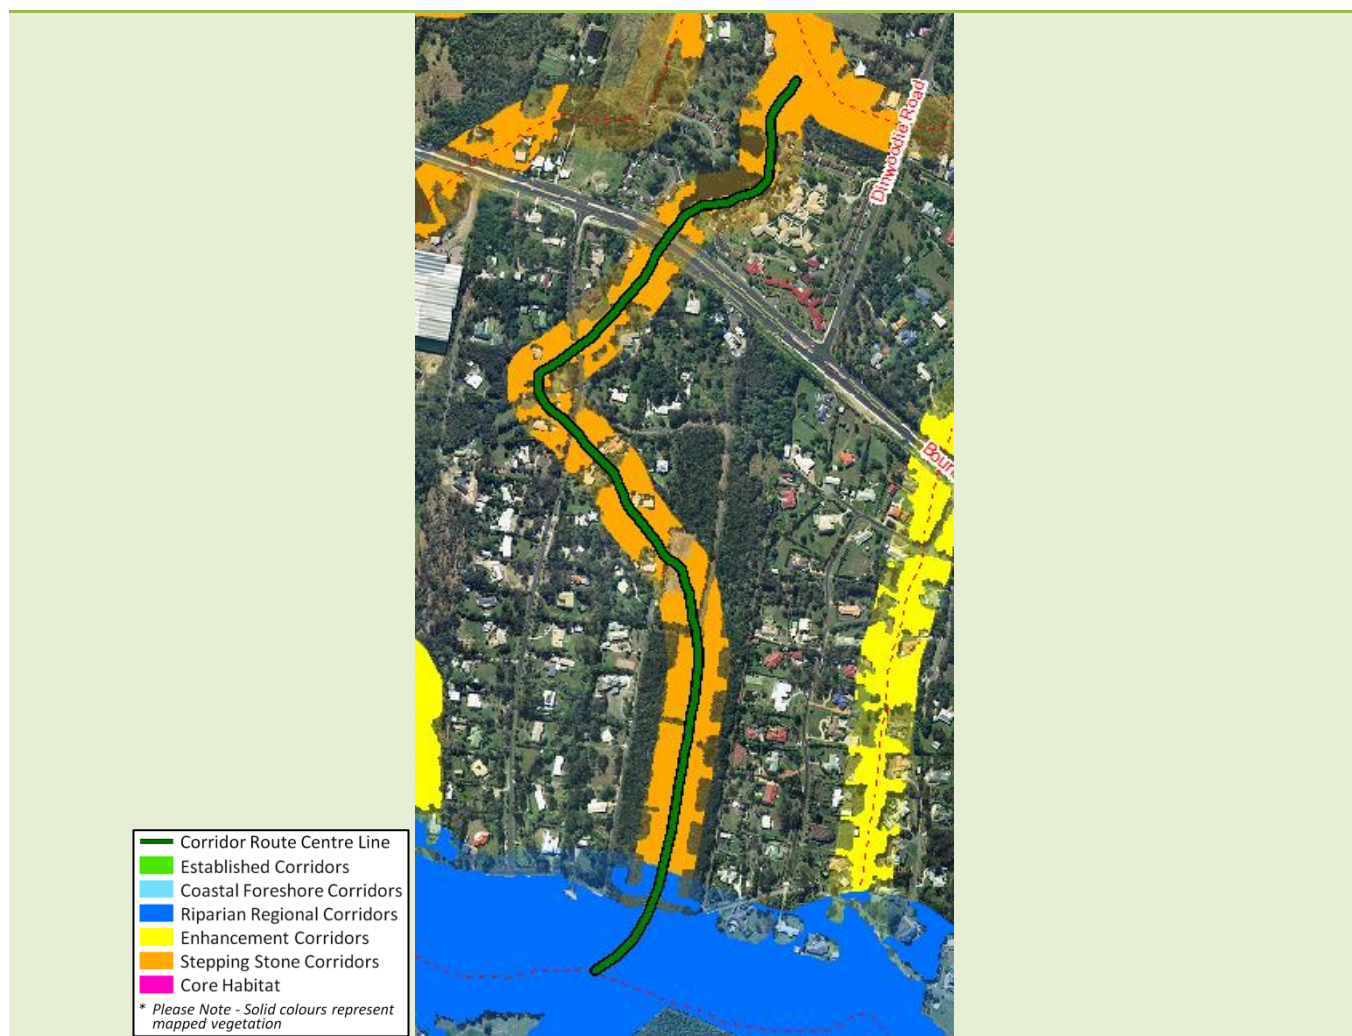 Dinwoodie Road
Boun
Corridor Route Centre Line
Established Corridors
Coastal Foreshore Corridors
Riparian Regional Corridors
Enhancement Corridors
Stepping Stone Corridors
Core Habitat
* Please Note - Solid colours represent
mapped vegetation